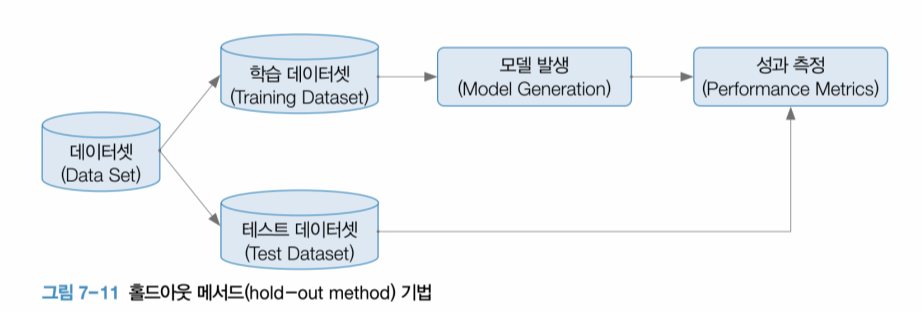 학습 데이터셋
(Training Dataset)
모델 발생
(Model Generation)
성과 측정
(Performance Metrics)
데이터셋
(Data Set)
테스트 데이터셋
(Test Dataset)
그림 7-11 홀드아웃 메서드(hold-out method) 기법